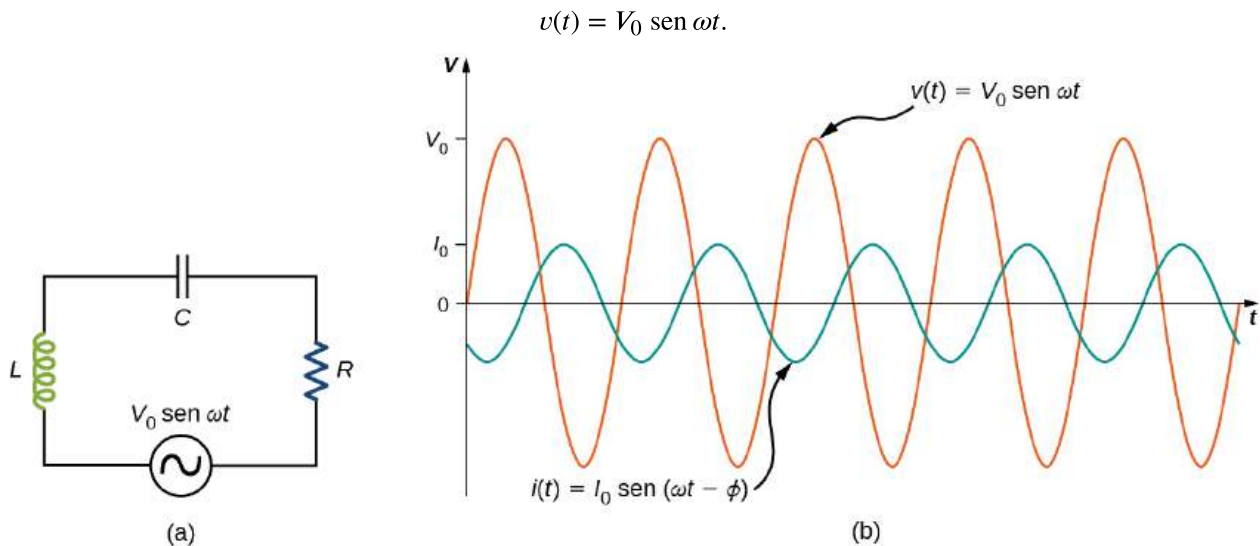 v(t) = V₀ sen ωt.
V
v(t) = V₀ sen ωt
V₀
I₀
0
t
i(t) = I₀ sen (ωt − ϕ)
C
L
R
V₀ sen ωt
(a)
(b)